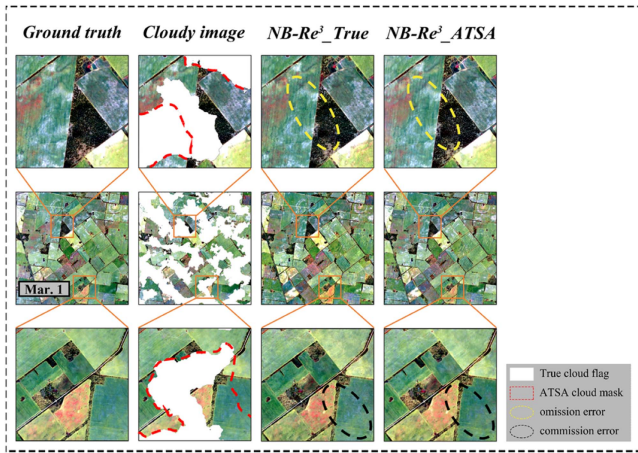 Ground truth
Cloudy image
NB-Re³_True
NB-Re³_ATSA
Mar. 1
True cloud flag
ATSA cloud mask
omission error
commission error